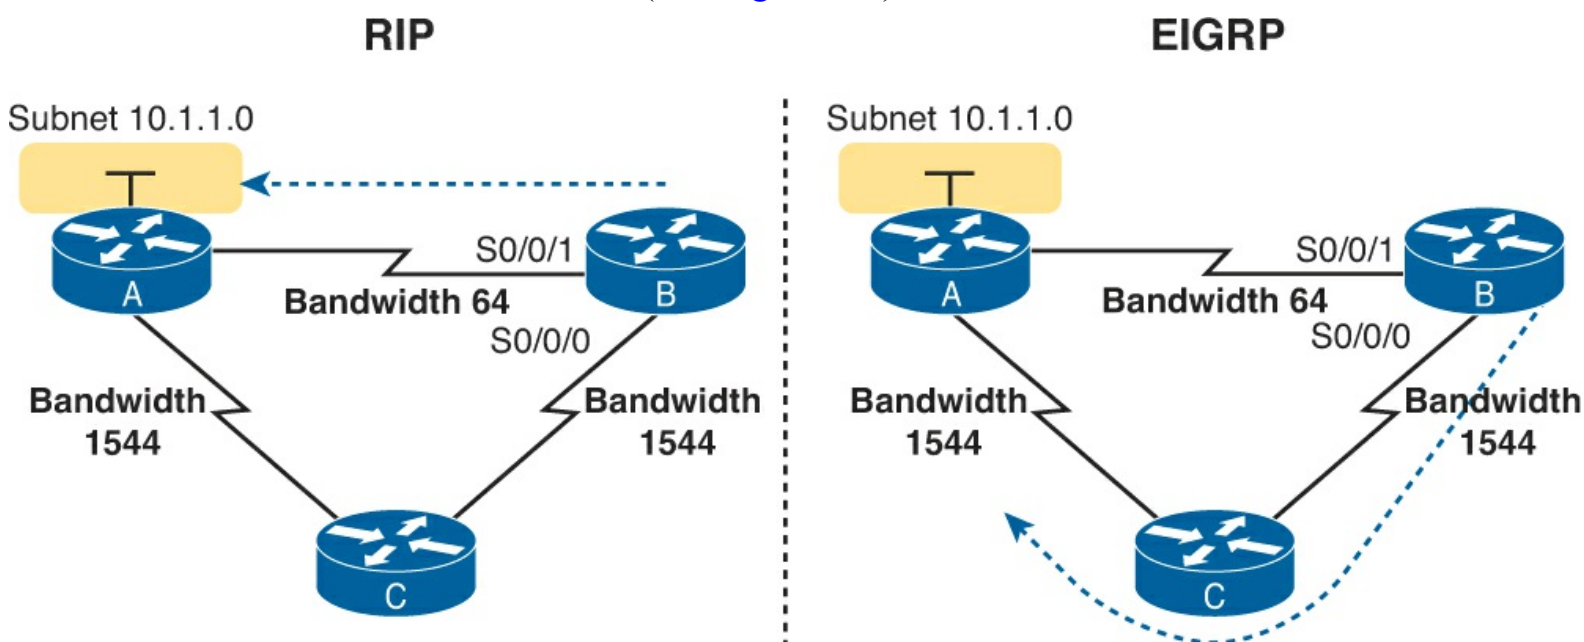 RIP
EIGRP
Subnet 10.1.1.0
Subnet 10.1.1.0
S0/0/1
S0/0/1
A
Bandwidth 64
B
A
Bandwidth 64
B
S0/0/0
S0/0/0
Bandwidth
1544
Bandwidth
1544
Bandwidth
1544
Bandwidth
1544
C
C